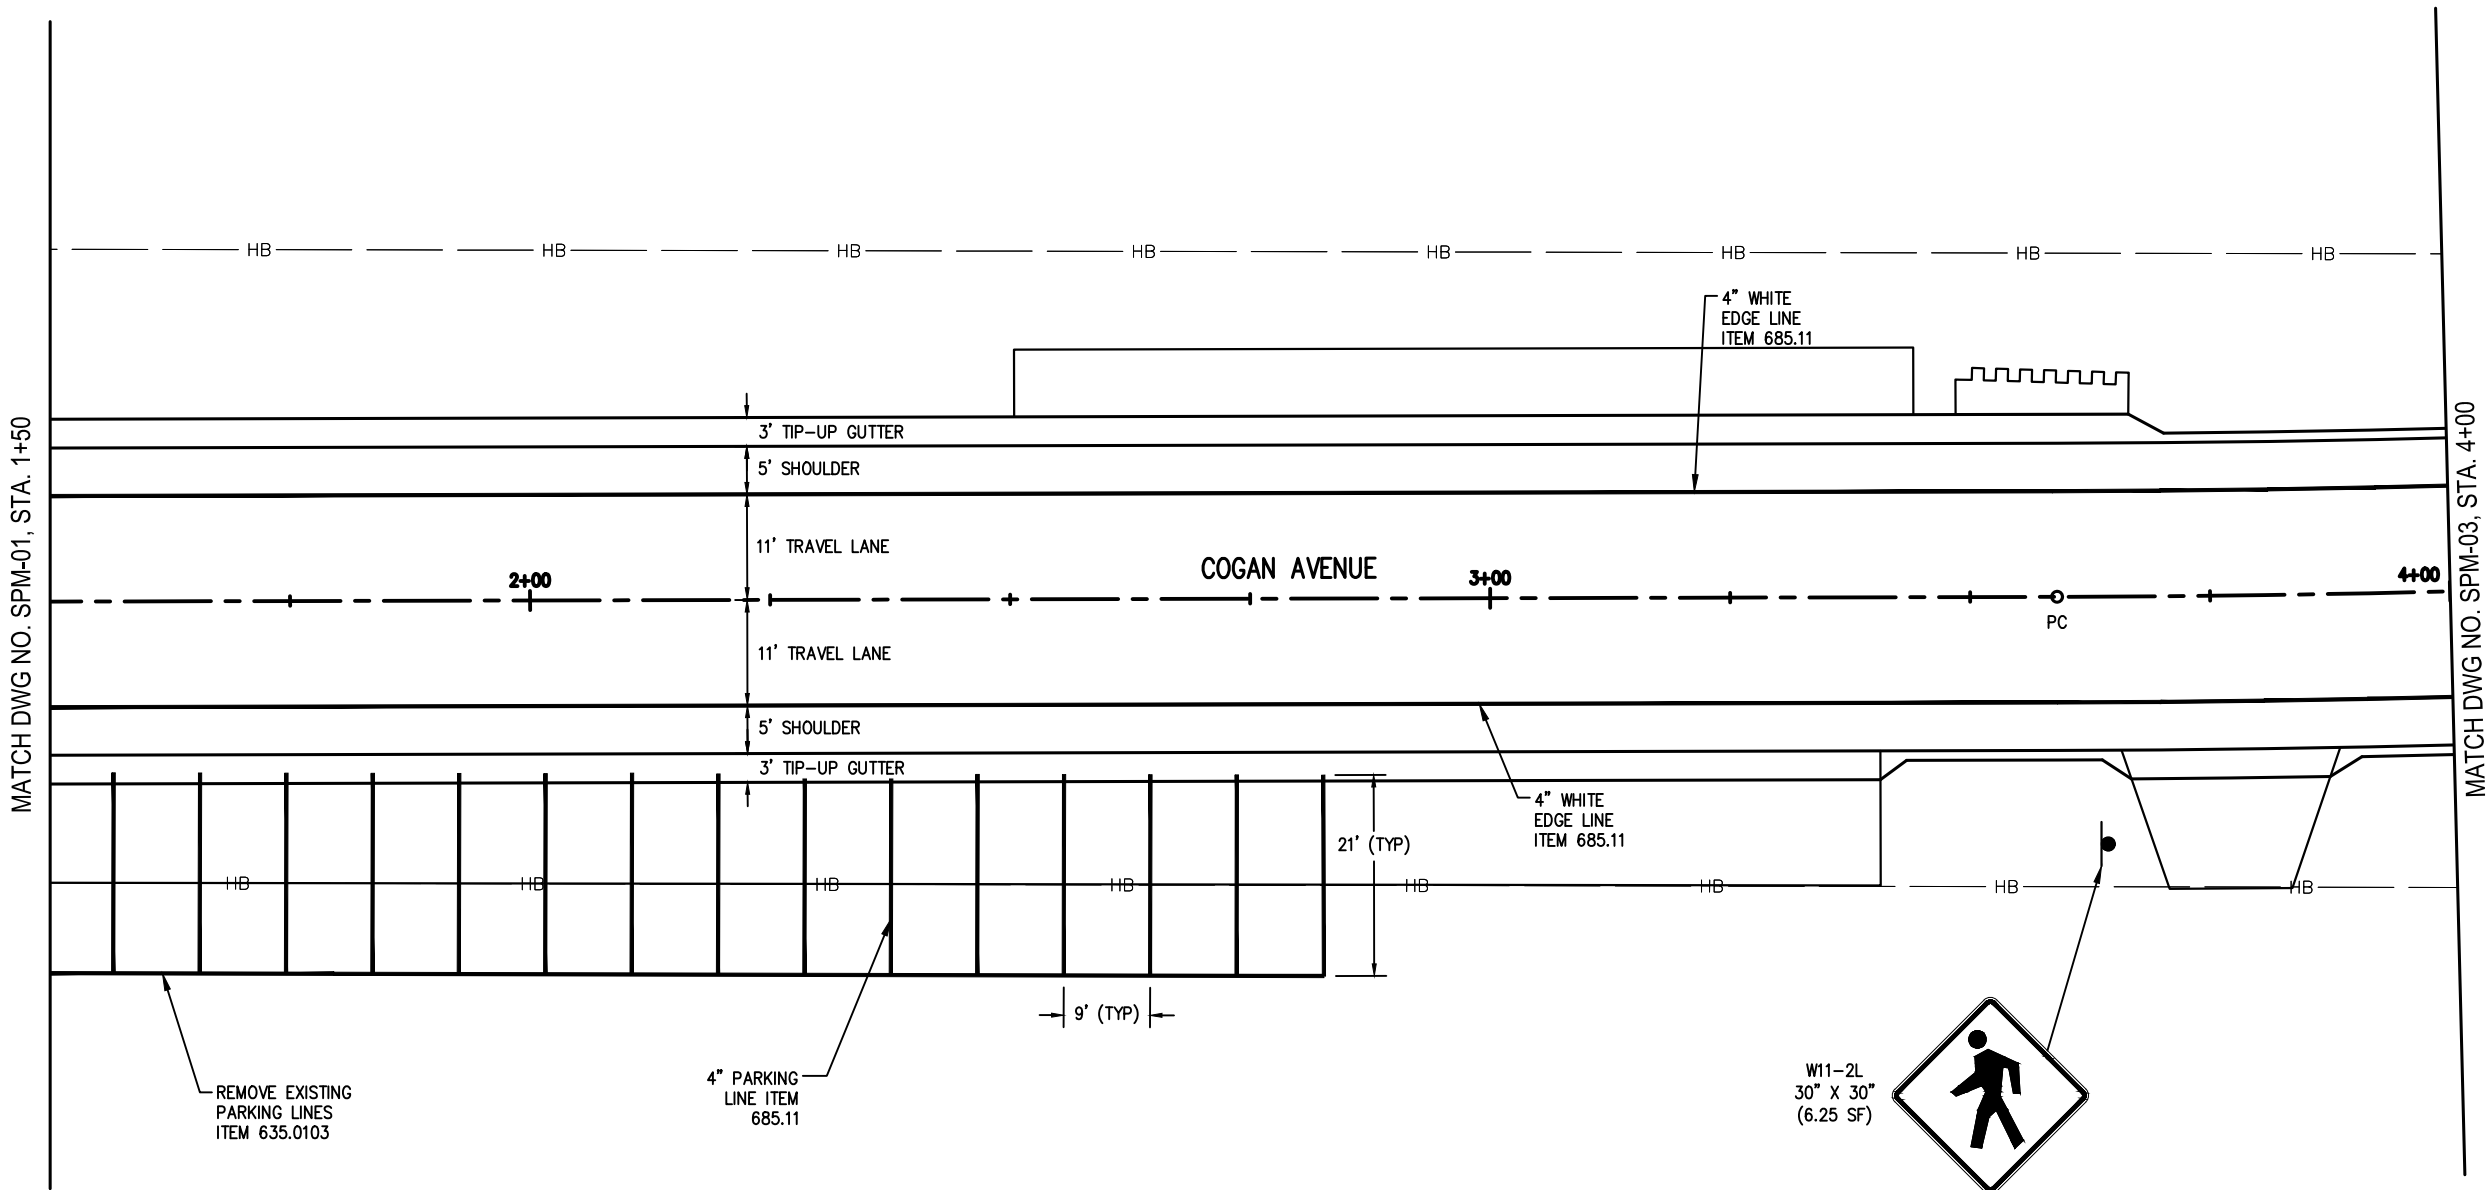 HB HB HB HB HB HB HB HB
4" WHITE
EDGE LINE
ITEM 685.11
MATCH DWG NO. SPM-01, STA. 1+50
3' TIP-UP GUTTER
5' SHOULDER
11' TRAVEL LANE
COGAN AVENUE
2+00
3+00
4+00
PC
MATCH DWG NO. SPM-03, STA. 4+00
11' TRAVEL LANE
5' SHOULDER
3' TIP-UP GUTTER
4" WHITE
EDGE LINE
ITEM 685.11
21' (TYP)
HB HB HB HB HB HB HB HB
9' (TYP)
REMOVE EXISTING
PARKING LINES
ITEM 635.0103
4" PARKING
LINE ITEM
685.11
W11-2L
30" X 30"
(6.25 SF)